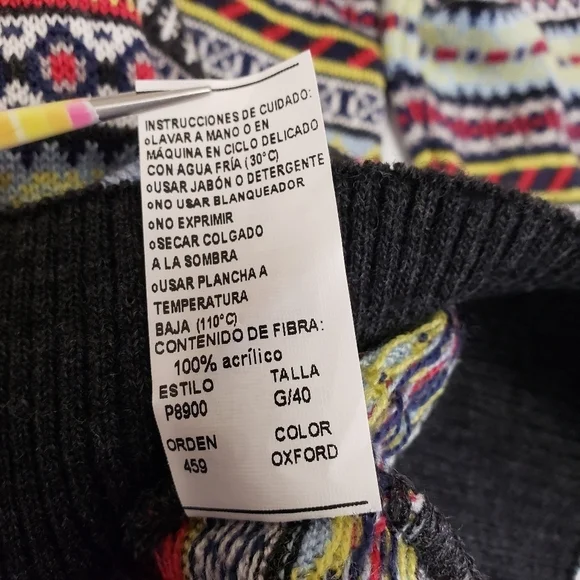 INSTRUCCIONES DE CUIDADO:
oLAVAR A MANO O EN
MÁQUINA EN CICLO DELICADO
CON AGUA FRÍA (30°C)
oUSAR JABÓN O DETERGENTE
oNO USAR BLANQUEADOR
oNO EXPRIMIR
oSECAR COLGADO
A LA SOMBRA
oUSAR PLANCHA A
TEMPERATURA
BAJA (110°C)
CONTENIDO DE FIBRA:
100% acrílico
ESTILO TALLA
P8900 G/40
ORDEN COLOR
459 OXFORD